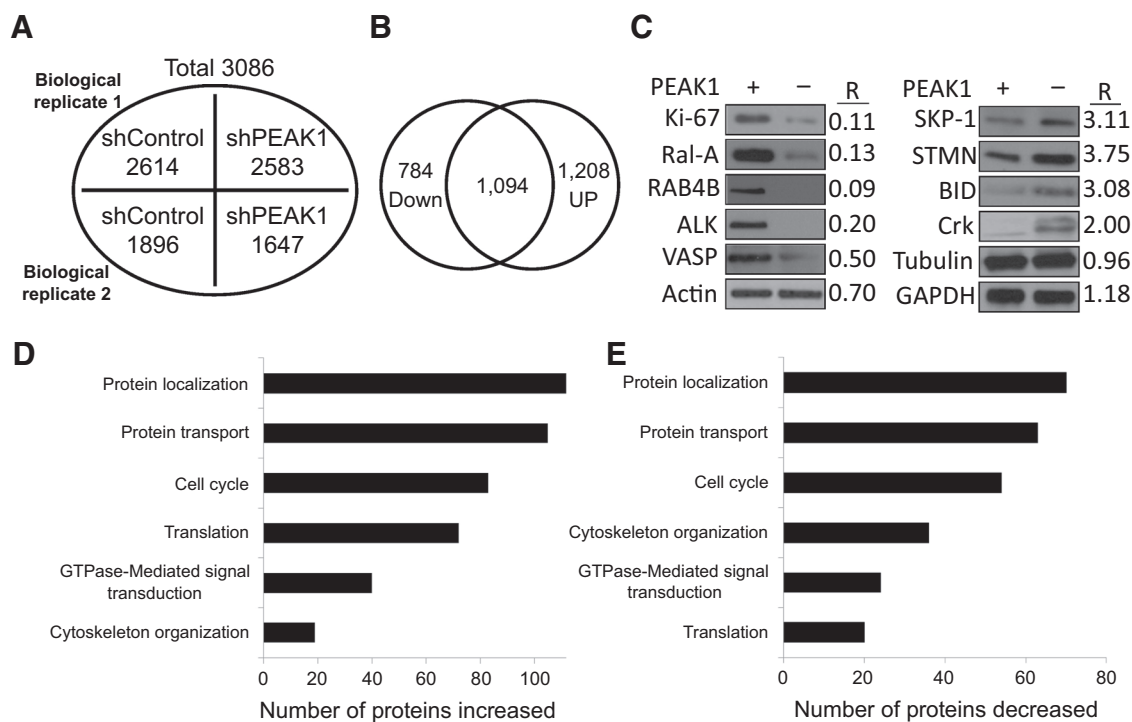 A
Biological
replicate 1
Total 3086
shControl
2614
shPEAK1
2583
shControl
1896
shPEAK1
1647
Biological
replicate 2
B
784
Down
1,094
1,208
UP
C
PEAK1 + – R
Ki-67 0.11
Ral-A 0.13
RAB4B 0.09
ALK 0.20
VASP 0.50
Actin 0.70
PEAK1 + – R
SKP-1 3.11
STMN 3.75
BID 3.08
Crk 2.00
Tubulin 0.96
GAPDH 1.18
D
Protein localization
Protein transport
Cell cycle
Translation
GTPase-Mediated signal
transduction
Cytoskeleton organization
0 20 40 60 80 100
Number of proteins increased
E
Protein localization
Protein transport
Cell cycle
Cytoskeleton organization
GTPase-Mediated signal
transduction
Translation
0 20 40 60 80
Number of proteins decreased